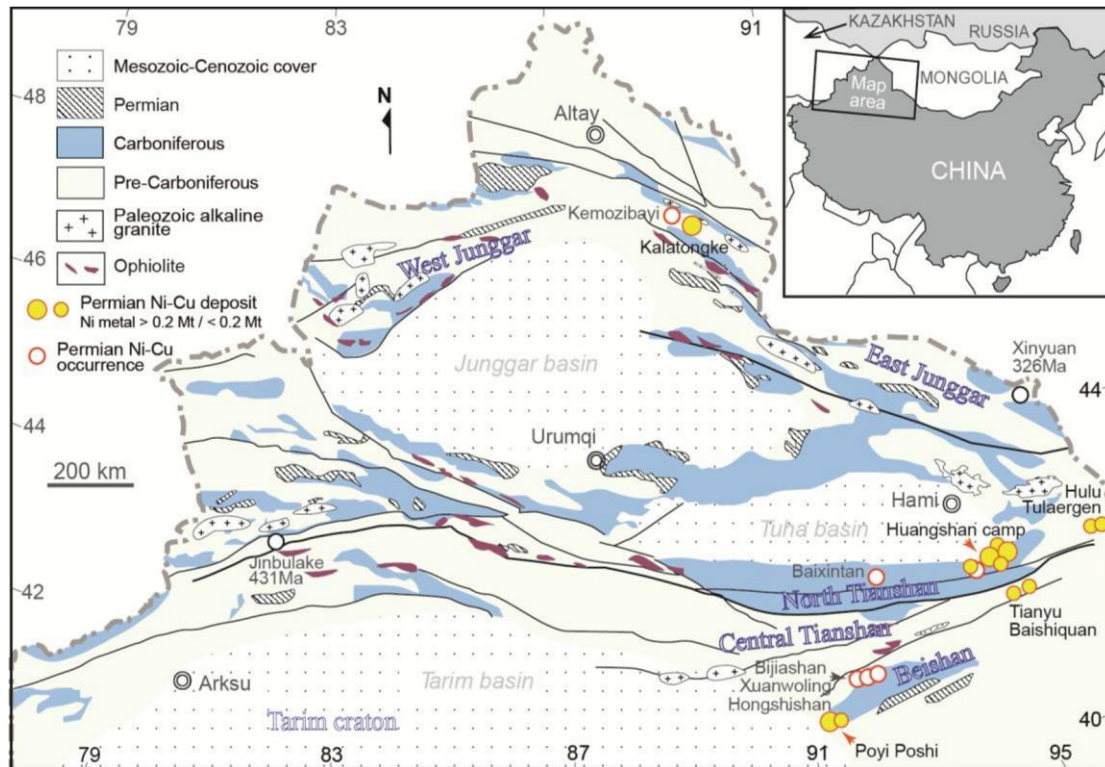 79
83
91
48
46
44
42
Mesozoic-Cenozoic cover
Permian
Carboniferous
Pre-Carboniferous
Paleozoic alkaline
granite
Ophiolite
Permian Ni-Cu deposit
Ni metal > 0.2 Mt / < 0.2 Mt
Permian Ni-Cu
occurrence
200 km
N
KAZAKHSTAN
RUSSIA
MONGOLIA
Map
area
CHINA
Altay
Kemozibayi
Kalatongke
West Junggar
Junggar basin
East Junggar
Xinyuan
326Ma
44
Urumqi
Hami
Hulu
Tulaergen
Tuha basin
Huangshan camp
Jinbulake
431Ma
Baixintan
North Tianshan
Tianyu
Baishiquan
Central Tianshan
Bijiashan
Xuanwoling
Hongshishan
Beishan
Arksu
Tarim basin
Tarim craton
Poyi Poshi
40
79
83
87
91
95